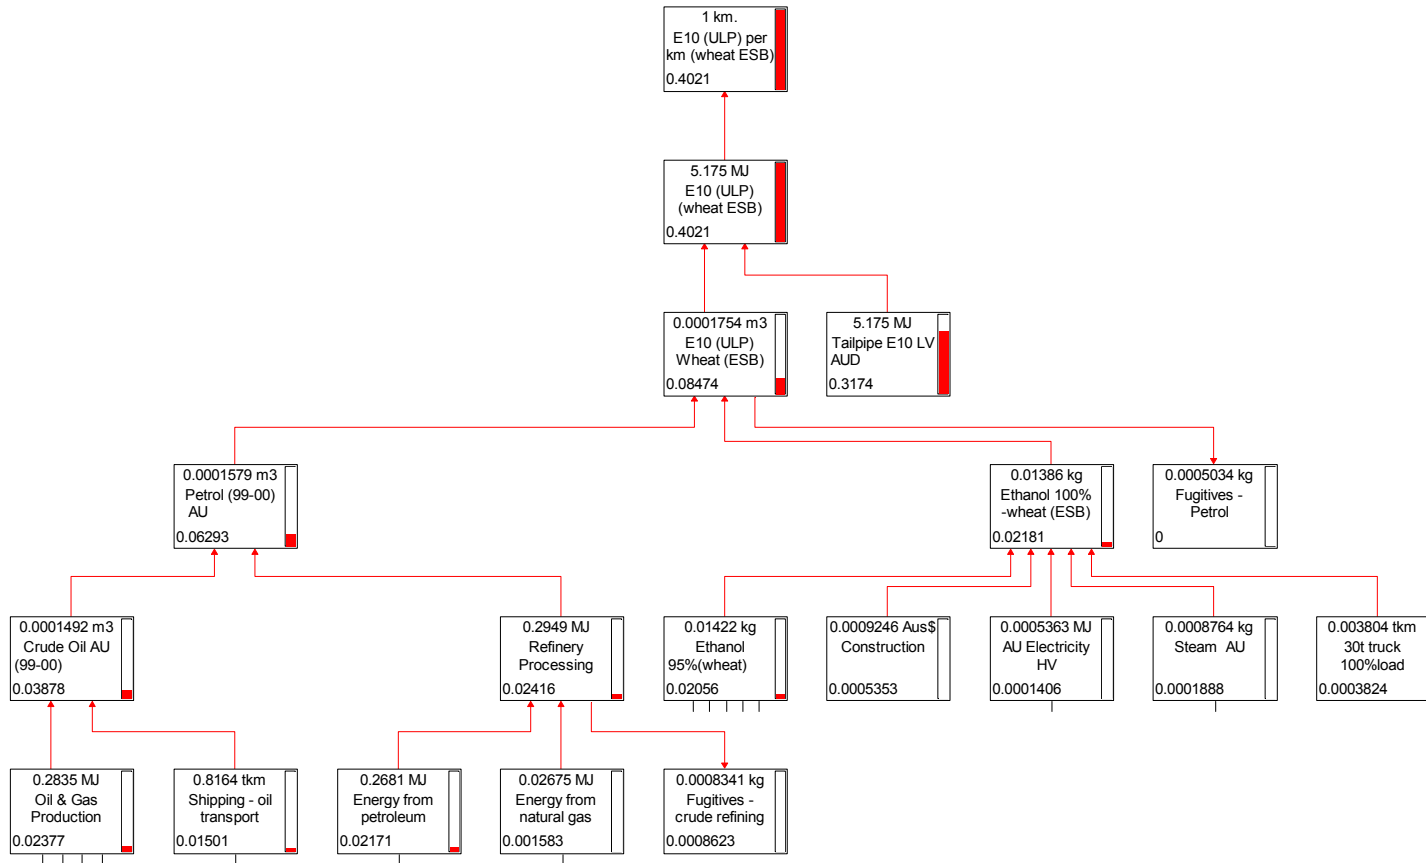 1 km.
E10 (ULP) per
km (wheat ESB)
0.4021
5.175 MJ
E10 (ULP)
(wheat ESB)
0.4021
0.0001754 m3
E10 (ULP)
Wheat (ESB)
0.08474
5.175 MJ
Tailpipe E10 LV
AUD
0.3174
0.0001579 m3
Petrol (99-00)
AU
0.06293
0.01386 kg
Ethanol 100%
-wheat (ESB)
0.02181
0.0005034 kg
Fugitives -
Petrol
0
0.0001492 m3
Crude Oil AU
(99-00)
0.03878
0.2949 MJ
Refinery
Processing
0.02416
0.01422 kg
Ethanol
95%(wheat)
0.02056
0.0009246 Aus$
Construction
0.0005353
0.0005363 MJ
AU Electricity
HV
0.0001406
0.0008764 kg
Steam AU
0.0001888
0.003804 tkm
30t truck
100%load
0.0003824
0.2835 MJ
Oil & Gas
Production
0.02377
0.8164 tkm
Shipping - oil
transport
0.01501
0.2681 MJ
Energy from
petroleum
0.02171
0.02675 MJ
Energy from
natural gas
0.001583
0.0008341 kg
Fugitives -
crude refining
0.0008623